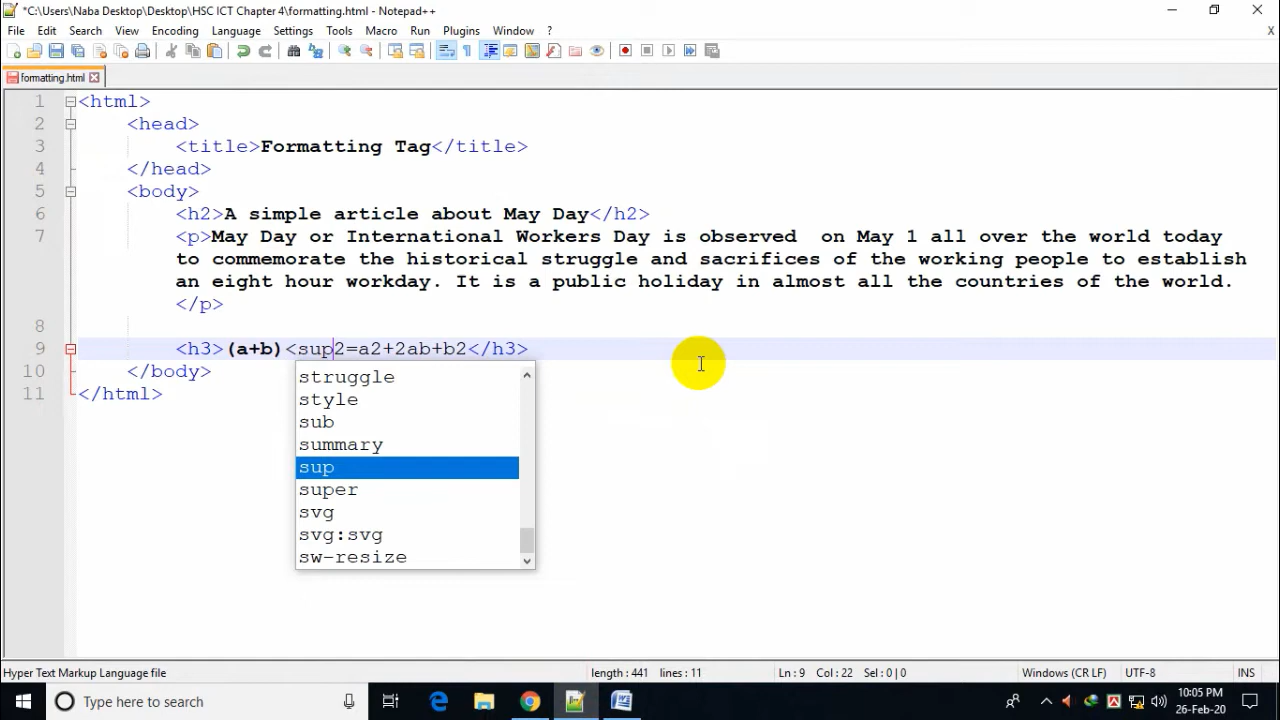 *C:\Users\Naba Desktop\Desktop\HSC ICT Chapter 4\formatting.html - Notepad++
File Edit Search View Encoding Language Settings Tools Macro Run Plugins Window ? X
formatting.html
1 <html>
2 <head>
3 <title>Formatting Tag</title>
4 </head>
5 <body>
6 <h2>A simple article about May Day</h2>
7 <p>May Day or International Workers Day is observed  on May 1 all over the world today
to commemorate the historical struggle and sacrifices of the working people to establish
an eight hour workday. It is a public holiday in almost all the countries of the world.
</p>
8
9 <h3>(a+b)<sup2=a2+2ab+b2</h3>
10 </body>
11 </html>
struggle
style
sub
summary
sup
super
svg
svg:svg
sw-resize
Hyper Text Markup Language file length : 441 lines : 11 Ln : 9 Col : 22 Sel : 0 | 0 Windows (CR LF) UTF-8 INS
Type here to search
10:05 PM
26-Feb-20